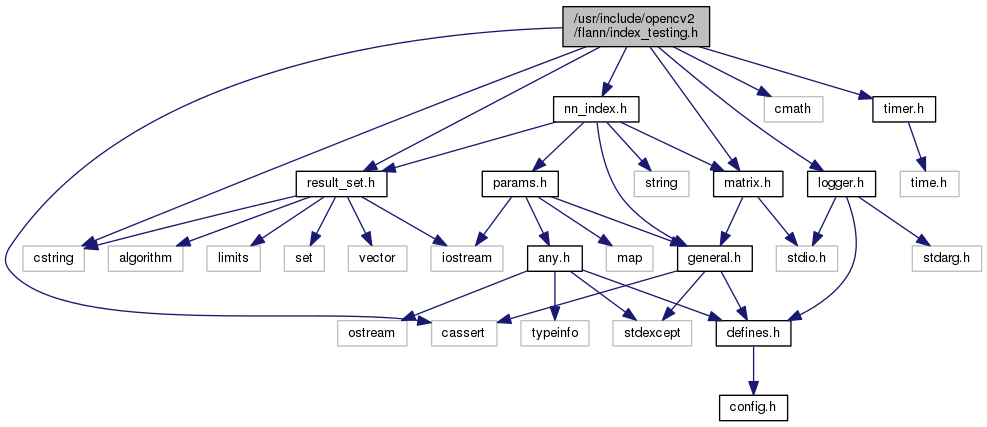 /usr/include/opencv2
/flann/index_testing.h
nn_index.h
cmath
timer.h
result_set.h
params.h
string
matrix.h
logger.h
time.h
cstring
algorithm
limits
set
vector
iostream
any.h
map
general.h
stdio.h
stdarg.h
ostream
cassert
typeinfo
stdexcept
defines.h
config.h